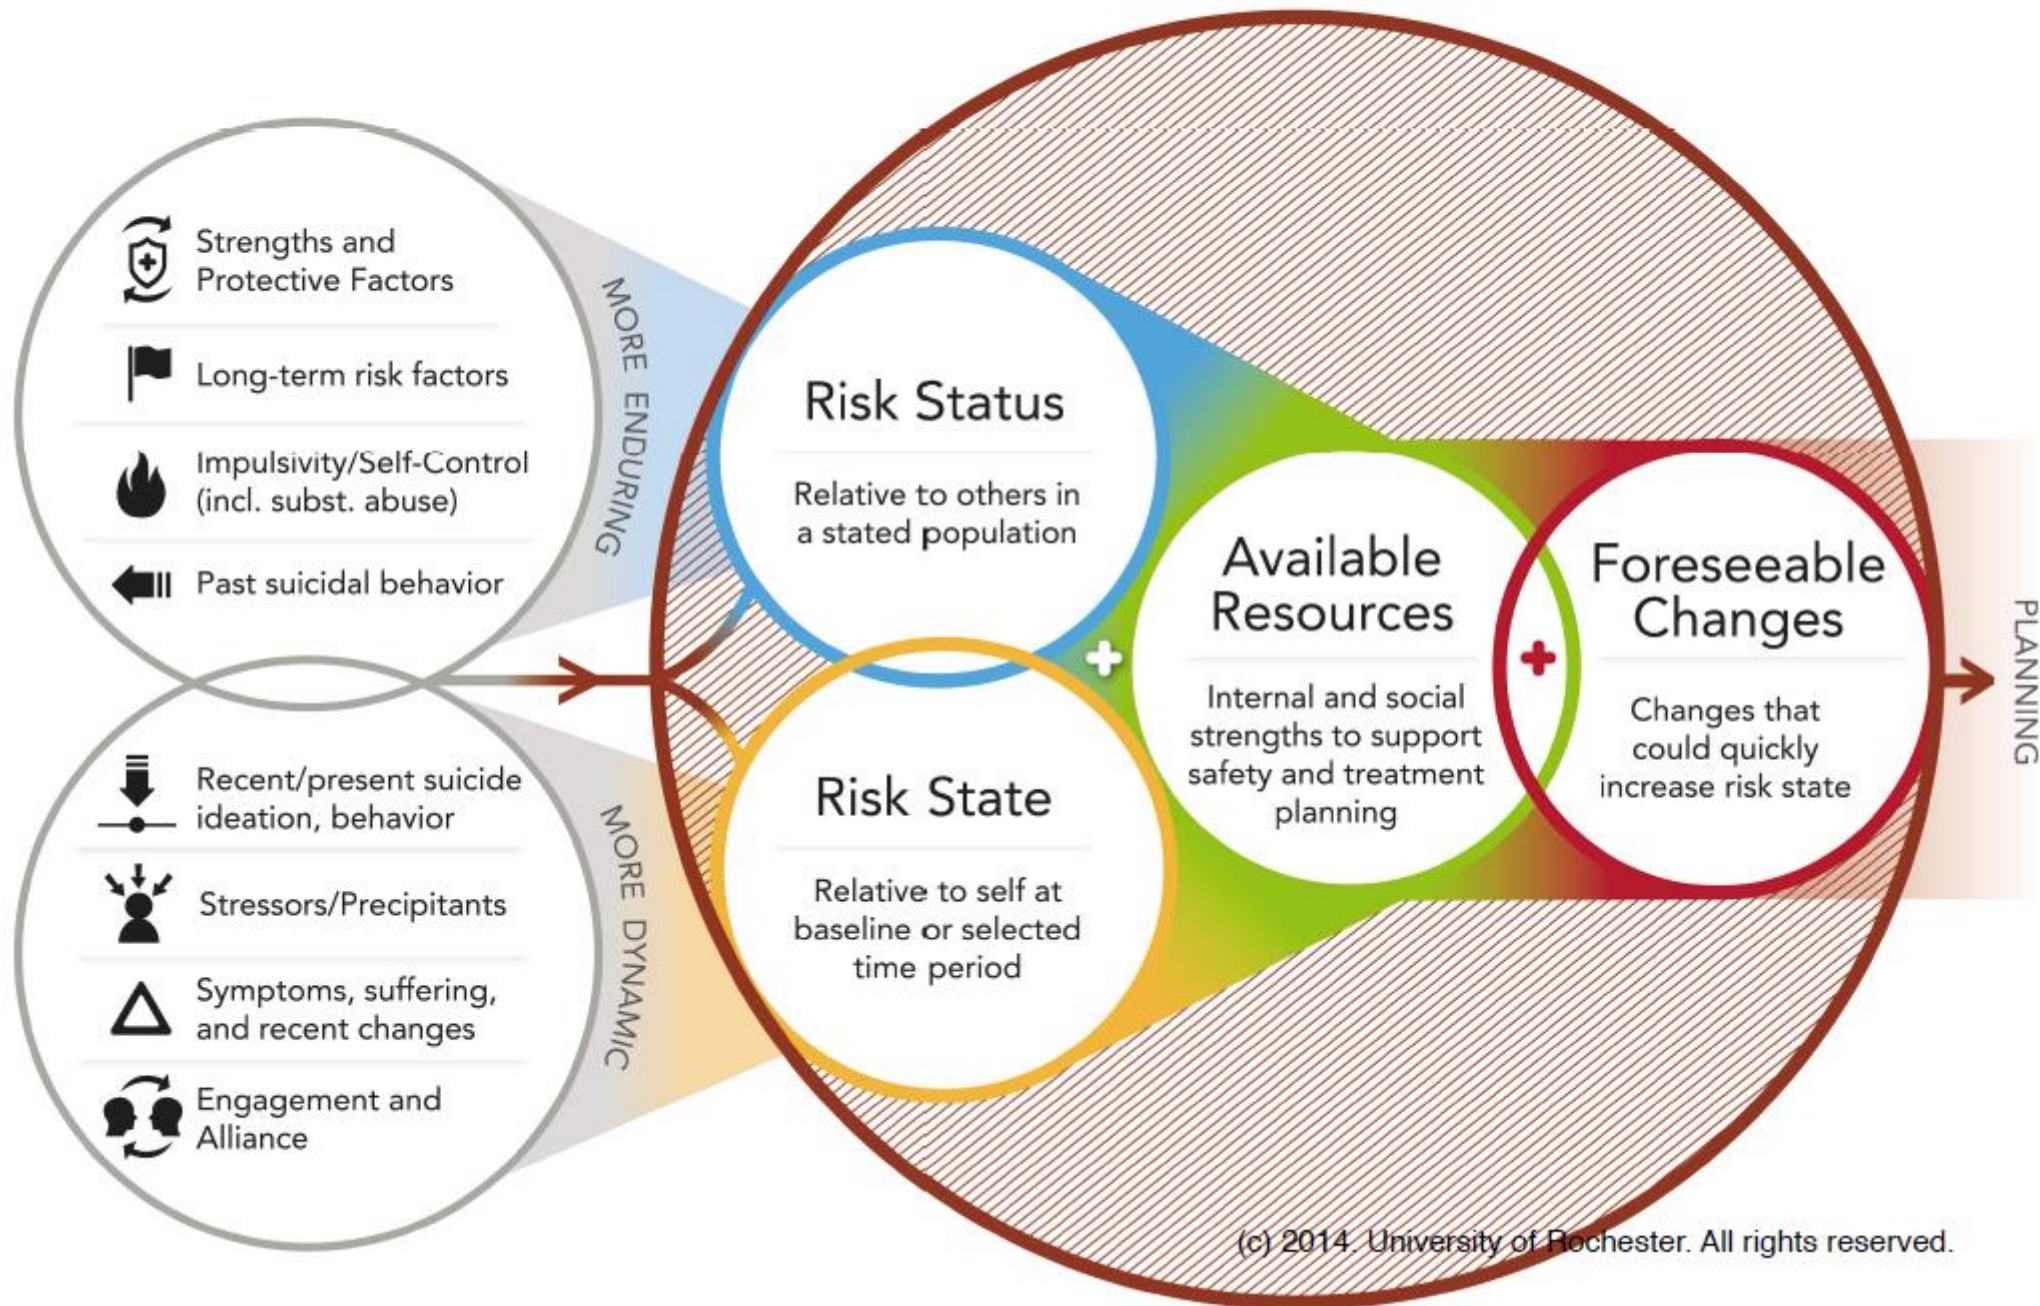 Strengths and
Protective Factors
Long-term risk factors
Impulsivity/Self-Control
(incl. subst. abuse)
Past suicidal behavior
MORE ENDURING
Recent/present suicide
ideation, behavior
Stressors/Precipitants
Symptoms, suffering,
and recent changes
Engagement and
Alliance
MORE DYNAMIC
Risk Status
Relative to others in
a stated population
Risk State
Relative to self at
baseline or selected
time period
Available
Resources
Internal and social
strengths to support
safety and treatment
planning
Foreseeable
Changes
Changes that
could quickly
increase risk state
PLANNING
(c) 2014. University of Rochester. All rights reserved.